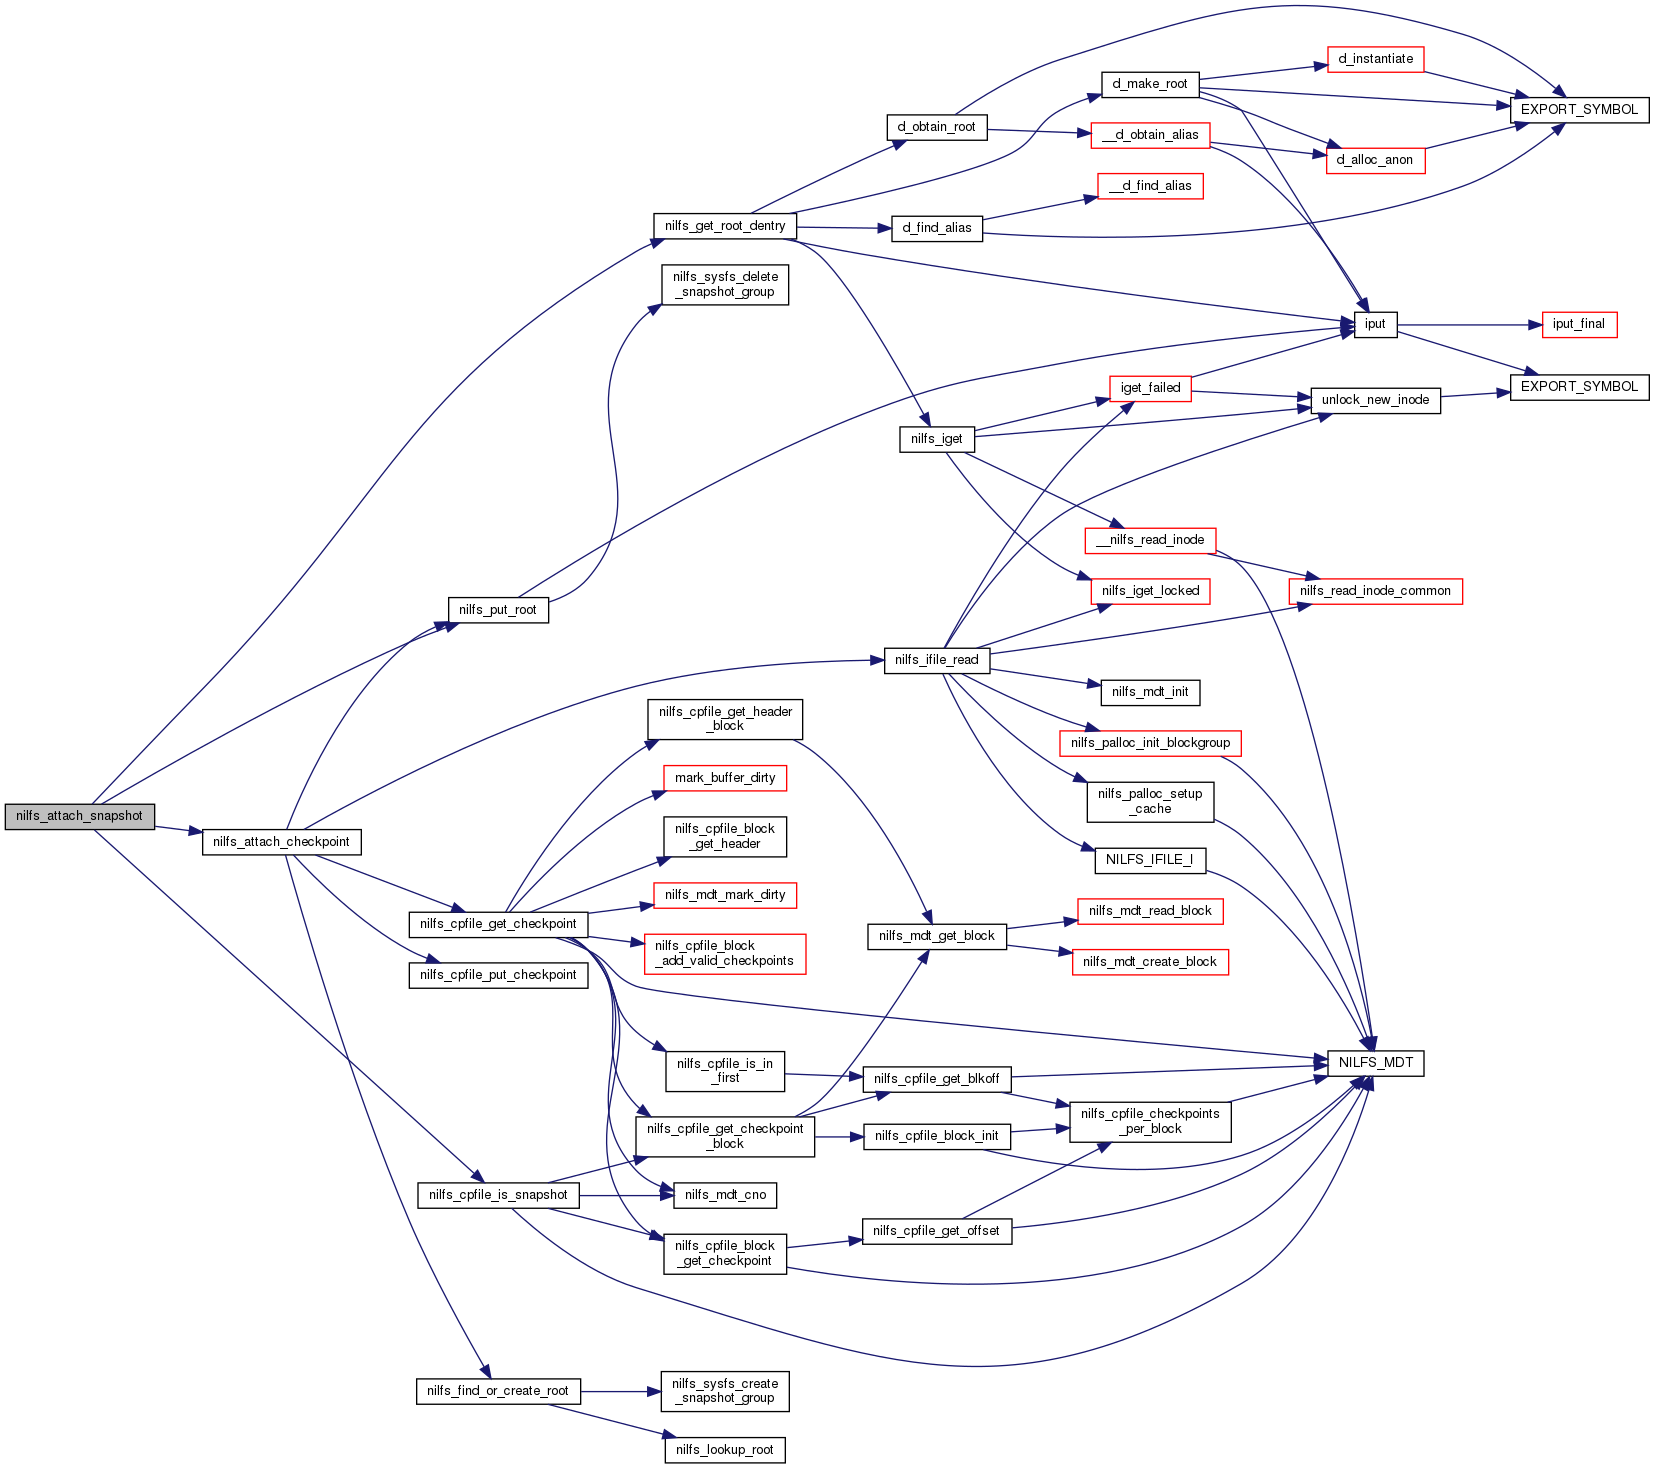 nilfs_attach_snapshot
nilfs_attach_checkpoint
nilfs_put_root
nilfs_cpfile_get_checkpoint
nilfs_cpfile_put_checkpoint
nilfs_cpfile_is_snapshot
nilfs_find_or_create_root
nilfs_get_root_dentry
nilfs_sysfs_delete
_snapshot_group
nilfs_cpfile_get_header
_block
mark_buffer_dirty
nilfs_cpfile_block
_get_header
nilfs_mdt_mark_dirty
nilfs_cpfile_block
_add_valid_checkpoints
nilfs_cpfile_is_in
_first
nilfs_cpfile_get_checkpoint
_block
nilfs_mdt_cno
nilfs_cpfile_block
_get_checkpoint
nilfs_sysfs_create
_snapshot_group
nilfs_lookup_root
d_obtain_root
d_find_alias
nilfs_iget
nilfs_ifile_read
nilfs_mdt_get_block
nilfs_cpfile_get_blkoff
nilfs_cpfile_block_init
nilfs_cpfile_get_offset
d_make_root
__d_obtain_alias
__d_find_alias
iget_failed
__nilfs_read_inode
nilfs_iget_locked
nilfs_mdt_init
nilfs_palloc_init_blockgroup
nilfs_palloc_setup
_cache
NILFS_IFILE_I
nilfs_mdt_read_block
nilfs_mdt_create_block
nilfs_cpfile_checkpoints
_per_block
d_instantiate
d_alloc_anon
iput
unlock_new_inode
nilfs_read_inode_common
NILFS_MDT
EXPORT_SYMBOL
iput_final
EXPORT_SYMBOL